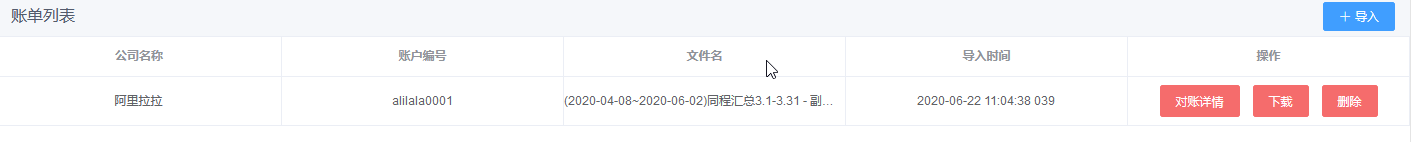 账单列表
＋ 导入
公司名称 账户编号 文件名 导入时间 操作
阿里拉拉 alilala0001 (2020-04-08~2020-06-02)同程汇总3.1-3.31 - 副... 2020-06-22 11:04:38 039 对账详情 下载 删除